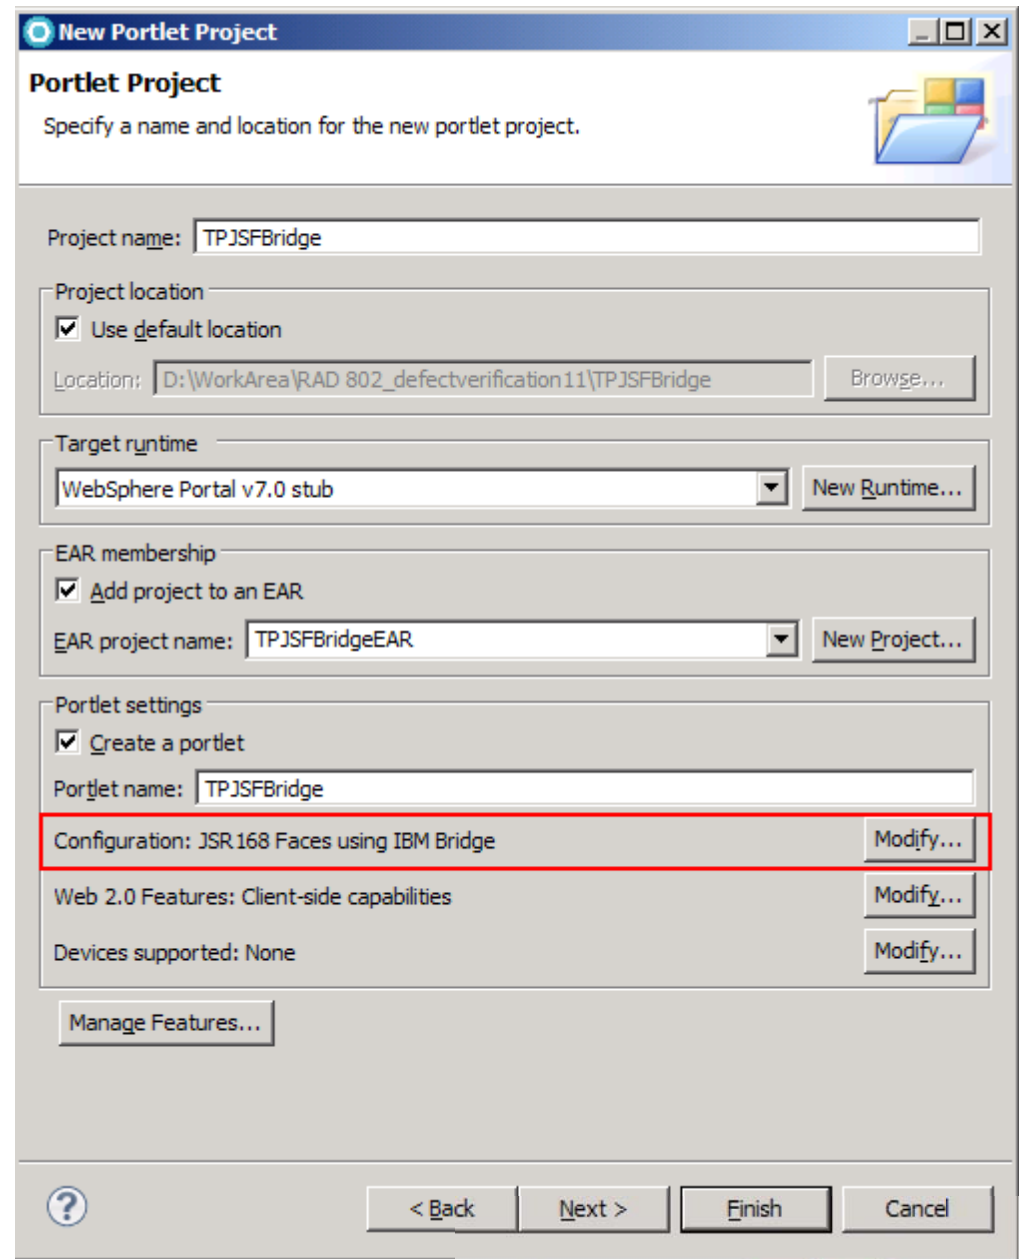 New Portlet Project
Portlet Project
Specify a name and location for the new portlet project.
Project name: TPJSFBridge
Project location
Use default location
Location: D:\WorkArea\RAD 802_defectverification11\TPJSFBridge Browse...
Target runtime
WebSphere Portal v7.0 stub New Runtime...
EAR membership
Add project to an EAR
EAR project name: TPJSFBridgeEAR New Project...
Portlet settings
Create a portlet
Portlet name: TPJSFBridge
Configuration: JSR168 Faces using IBM Bridge Modify...
Web 2.0 Features: Client-side capabilities Modify...
Devices supported: None Modify...
Manage Features...
? < Back Next > Finish Cancel